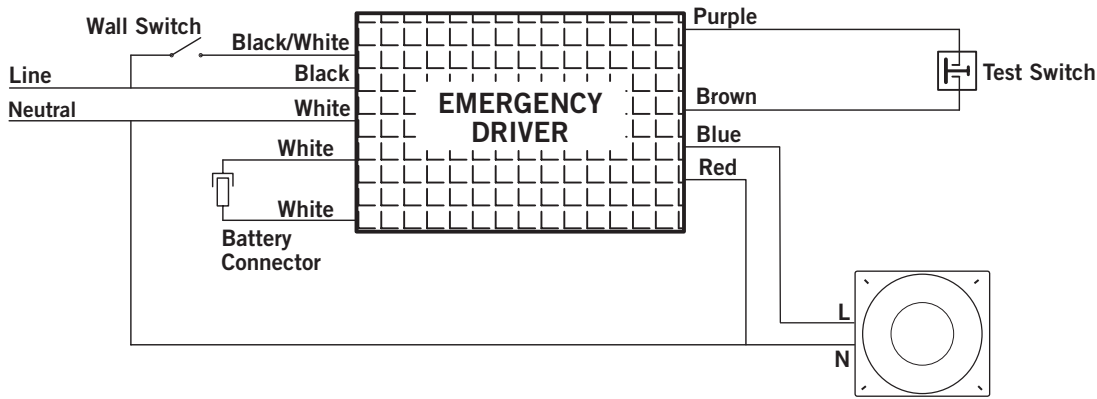 Wall Switch
Black/White
Line
Black
Neutral
White
White
White
Battery
Connector
EMERGENCY
DRIVER
Purple
Test Switch
Brown
Blue
Red
L
N